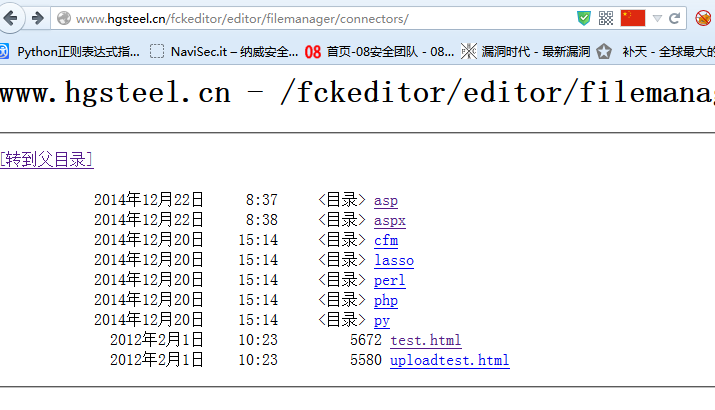 www.hgsteel.cn/fckeditor/editor/filemanager/connectors/
Python正则表达式指... NaviSec.it – 纳威安全... 08 首页-08安全团队 - 08... 漏洞时代 - 最新漏洞 补天 - 全球最大的
www.hgsteel.cn - /fckeditor/editor/filemana
[转到父目录]
2014年12月22日 8:37 <目录> asp
2014年12月22日 8:38 <目录> aspx
2014年12月20日 15:14 <目录> cfm
2014年12月20日 15:14 <目录> lasso
2014年12月20日 15:14 <目录> perl
2014年12月20日 15:14 <目录> php
2014年12月20日 15:14 <目录> py
2012年2月1日 10:23 5672 test.html
2012年2月1日 10:23 5580 uploadtest.html